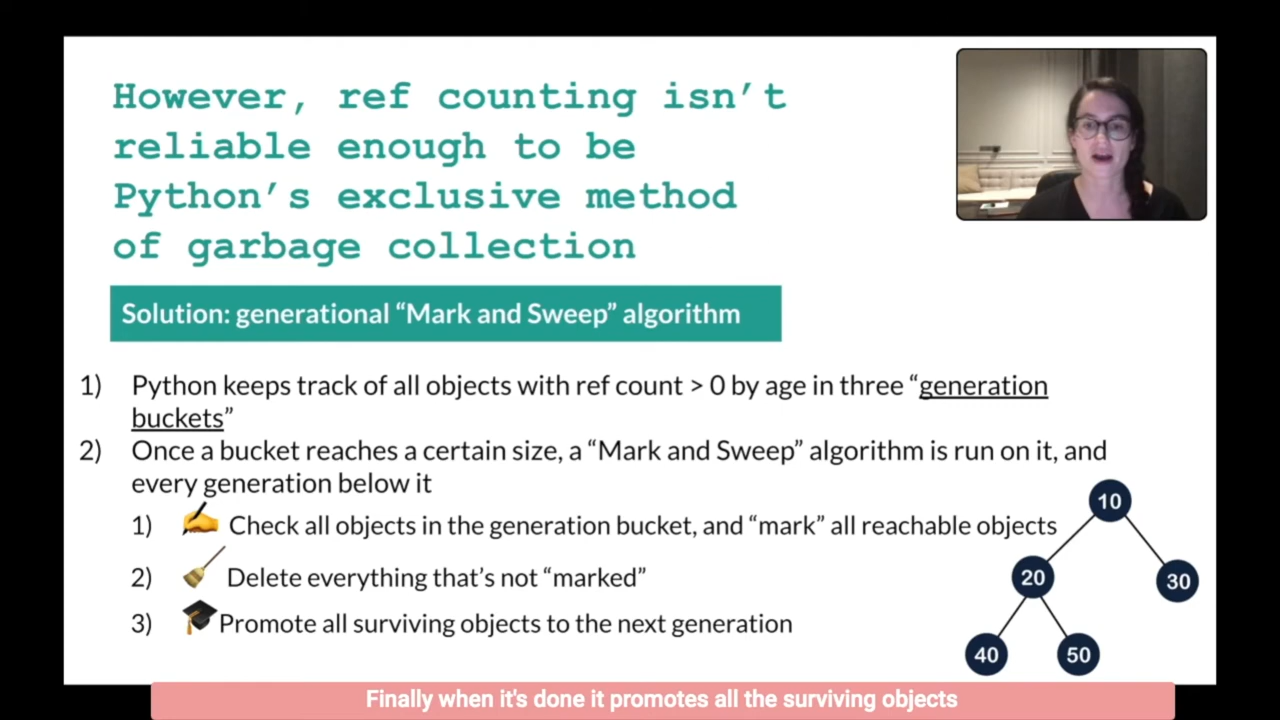 However, ref counting isn't
reliable enough to be
Python's exclusive method
of garbage collection
Solution: generational “Mark and Sweep” algorithm
1) Python keeps track of all objects with ref count > 0 by age in three “generation
buckets”
2) Once a bucket reaches a certain size, a “Mark and Sweep” algorithm is run on it, and
every generation below it
1) ✍️ Check all objects in the generation bucket, and “mark” all reachable objects
2) 🧹 Delete everything that's not “marked”
3) 🎓 Promote all surviving objects to the next generation
10
20
30
40
50
Finally when it's done it promotes all the surviving objects